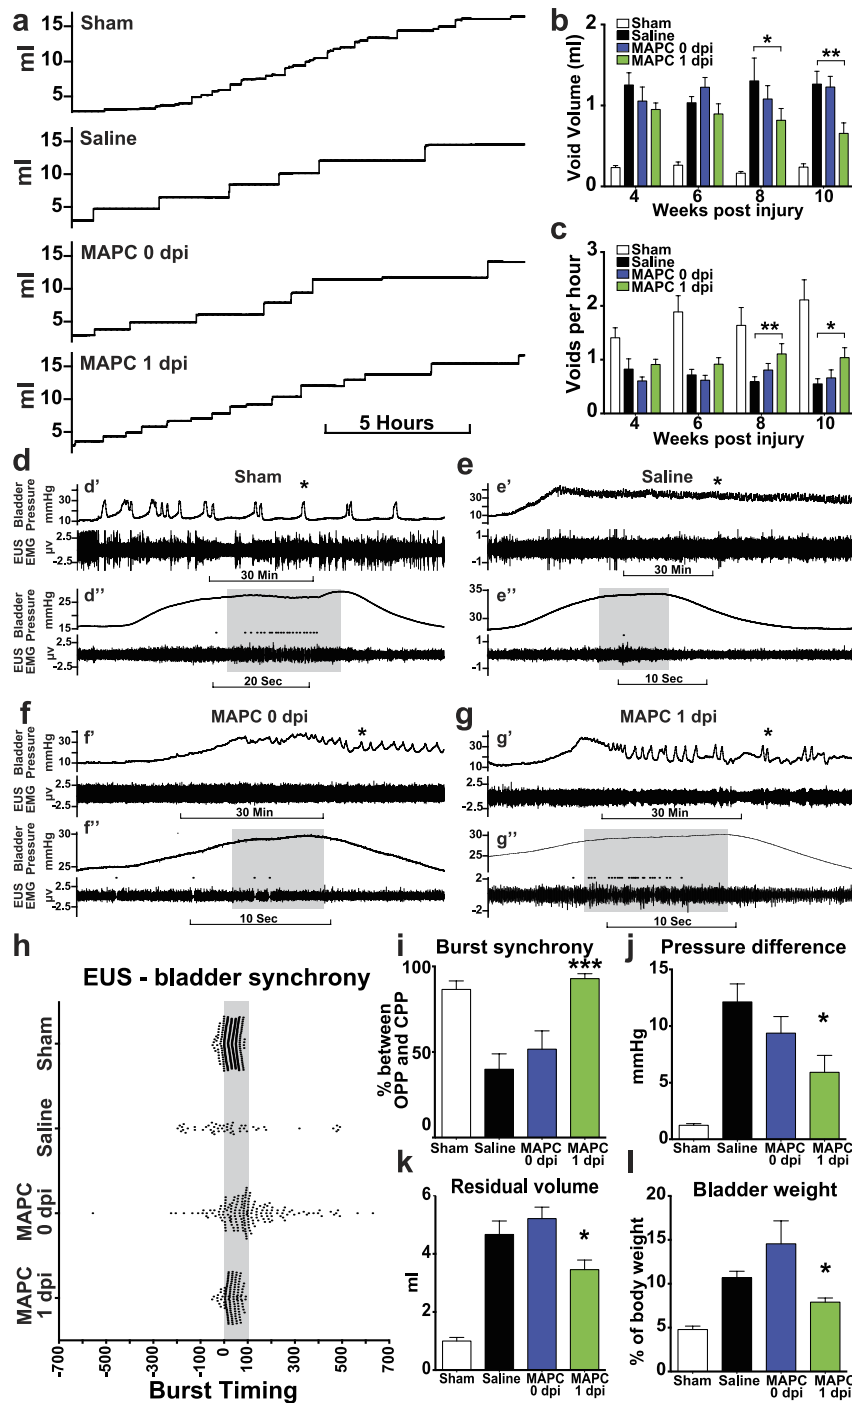 a
Sham
ml
15
10
5
Saline
ml
15
10
5
MAPC 0 dpi
ml
15
10
5
MAPC 1 dpi
ml
15
10
5
5 Hours
b
Sham
Saline
MAPC 0 dpi
MAPC 1 dpi
Void Volume (ml)
2
1
0
*
**
4 6 8 10
Weeks post injury
c
Sham
Saline
MAPC 0 dpi
MAPC 1 dpi
Voids per hour
3
2
1
0
**
*
4 6 8 10
Weeks post injury
d
Sham
d'
*
Bladder Pressure mmHg
30
10
EUS EMG µv
2.5
-2.5
30 Min
d''
Bladder Pressure mmHg
25
15
EUS EMG µv
2.5
-2.5
20 Sec
e
Saline
e'
*
30
10
1
-1
30 Min
e''
35
25
1
-1
10 Sec
f
MAPC 0 dpi
f'
*
Bladder Pressure mmHg
30
10
EUS EMG µv
2.5
-2.5
30 Min
f''
Bladder Pressure mmHg
30
25
EUS EMG µv
2.5
-2.5
10 Sec
g
MAPC 1 dpi
g'
*
30
10
2.5
-2.5
30 Min
g''
30
25
2
-2
10 Sec
h
EUS - bladder synchrony
Sham
Saline
MAPC 0 dpi
MAPC 1 dpi
-700 -500 -300 -100 0 100 300 500 700
Burst Timing
i
Burst synchrony
***
% between OPP and CPP
100
50
0
Sham Saline MAPC 0 dpi MAPC 1 dpi
j
Pressure difference
mmHg
15
10
5
0
*
Sham Saline MAPC 0 dpi MAPC 1 dpi
k
Residual volume
ml
6
4
2
0
*
Sham Saline MAPC 0 dpi MAPC 1 dpi
l
Bladder weight
% of body weight
20
15
10
5
0
*
Sham Saline MAPC 0 dpi MAPC 1 dpi